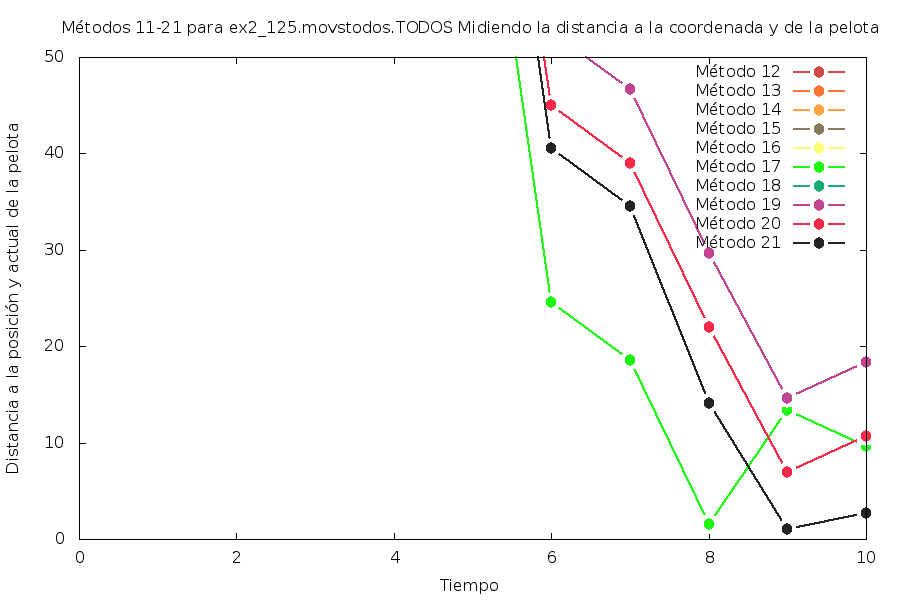 Métodos 11-21 para ex2_125.movstodos.TODOS Midiendo la distancia a la coordenada y de la pelota
50
40
30
20
10
0
Distancia a la posición y actual de la pelota
Método 12
Método 13
Método 14
Método 15
Método 16
Método 17
Método 18
Método 19
Método 20
Método 21
0 2 4 6 8 10
Tiempo